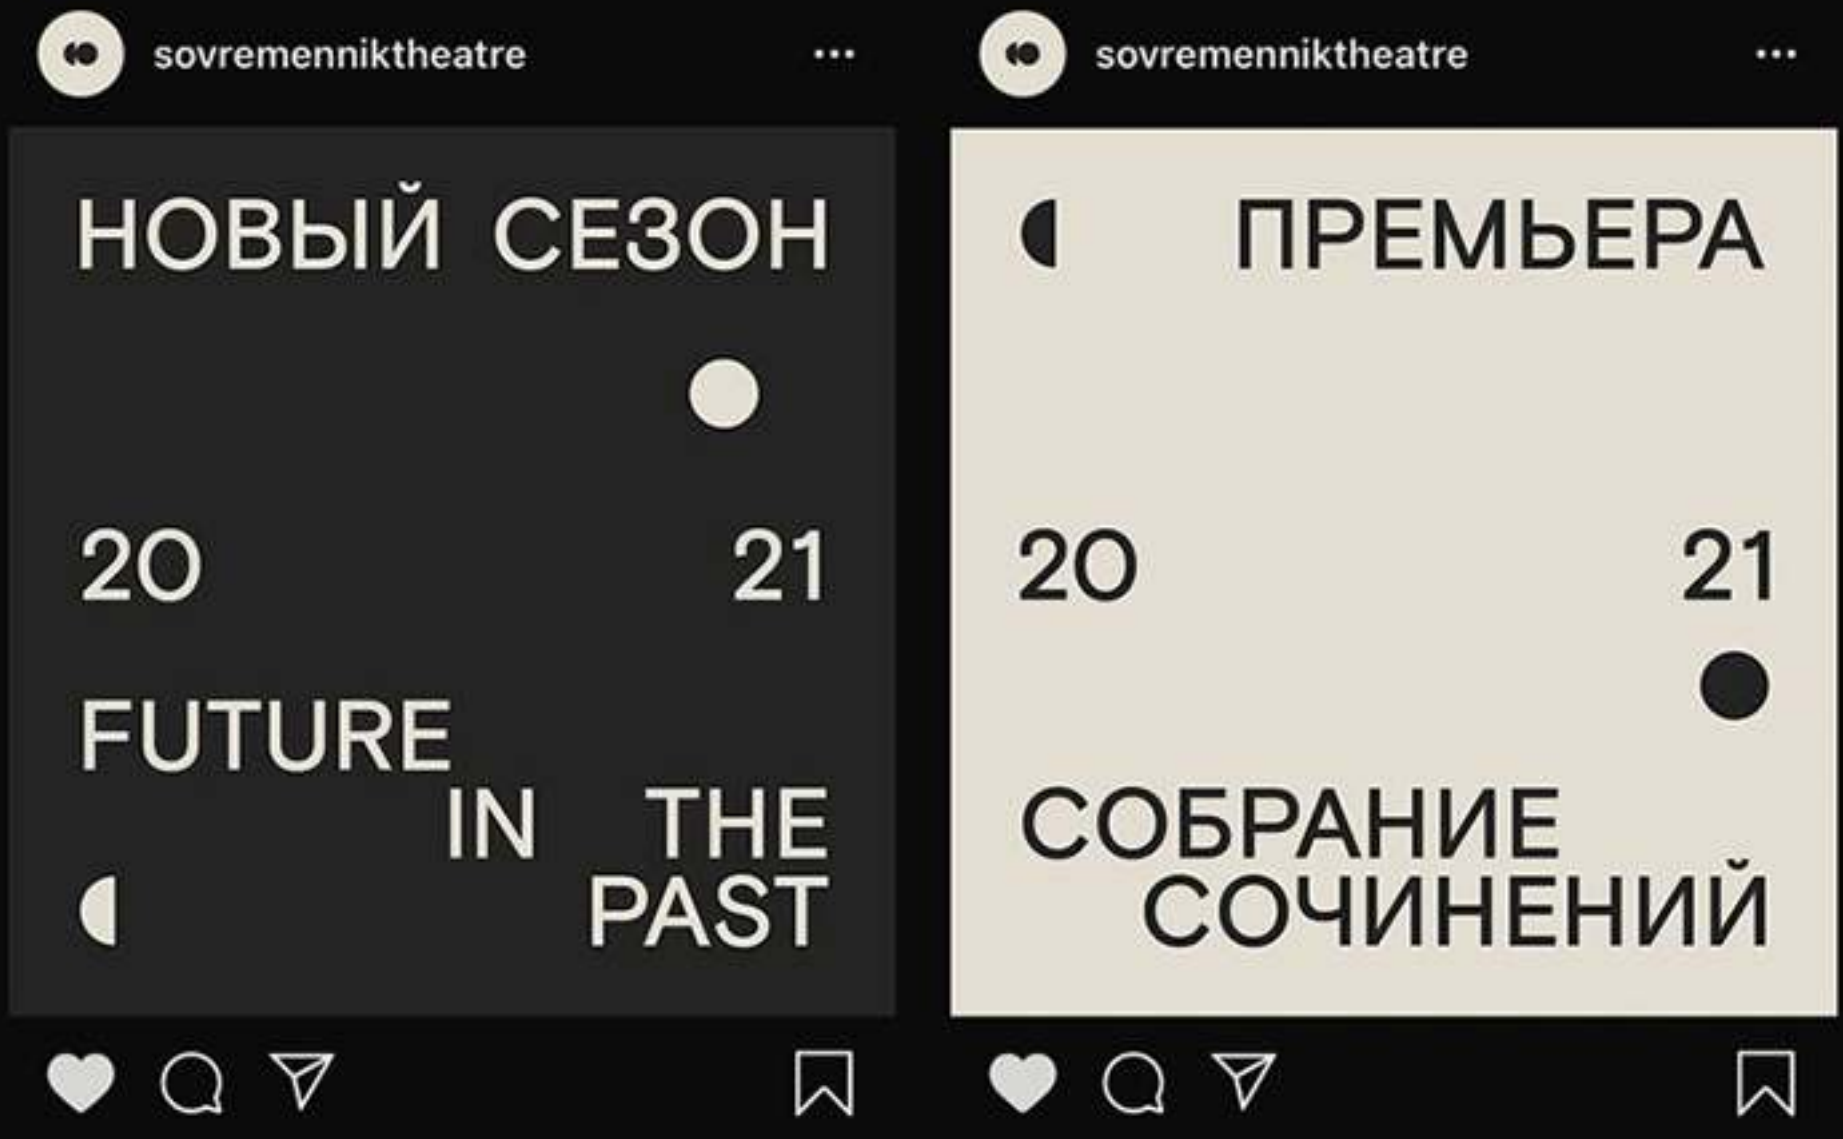 sovremenniktheatre
НОВЫЙ СЕЗОН
20 21
FUTURE
IN THE
PAST
sovremenniktheatre
ПРЕМЬЕРА
20 21
СОБРАНИЕ
СОЧИНЕНИЙ